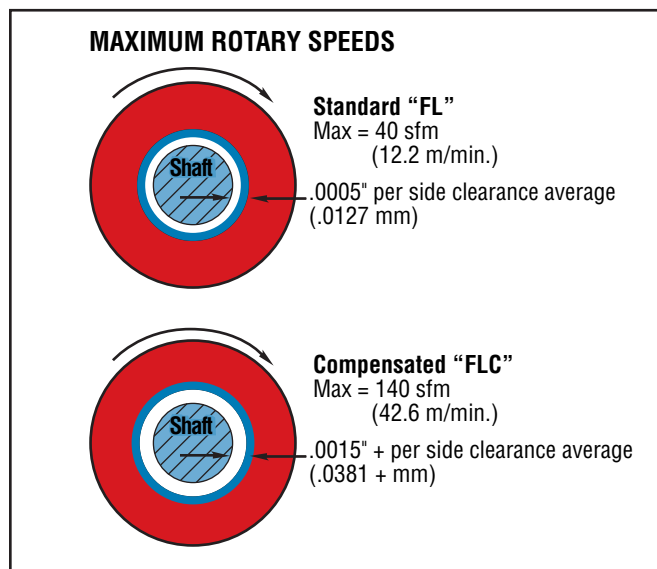 MAXIMUM ROTARY SPEEDS
Standard “FL”
Max = 40 sfm
(12.2 m/min.)
Shaft
.0005" per side clearance average
(.0127 mm)
Compensated “FLC”
Max = 140 sfm
(42.6 m/min.)
Shaft
.0015" + per side clearance average
(.0381 + mm)